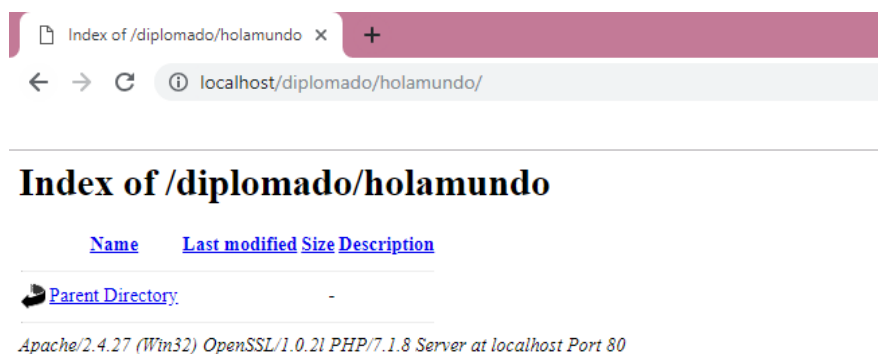 Index of /diplomado/holamundo
localhost/diplomado/holamundo/
Index of /diplomado/holamundo
Name Last modified Size Description
Parent Directory -
Apache/2.4.27 (Win32) OpenSSL/1.0.2l PHP/7.1.8 Server at localhost Port 80